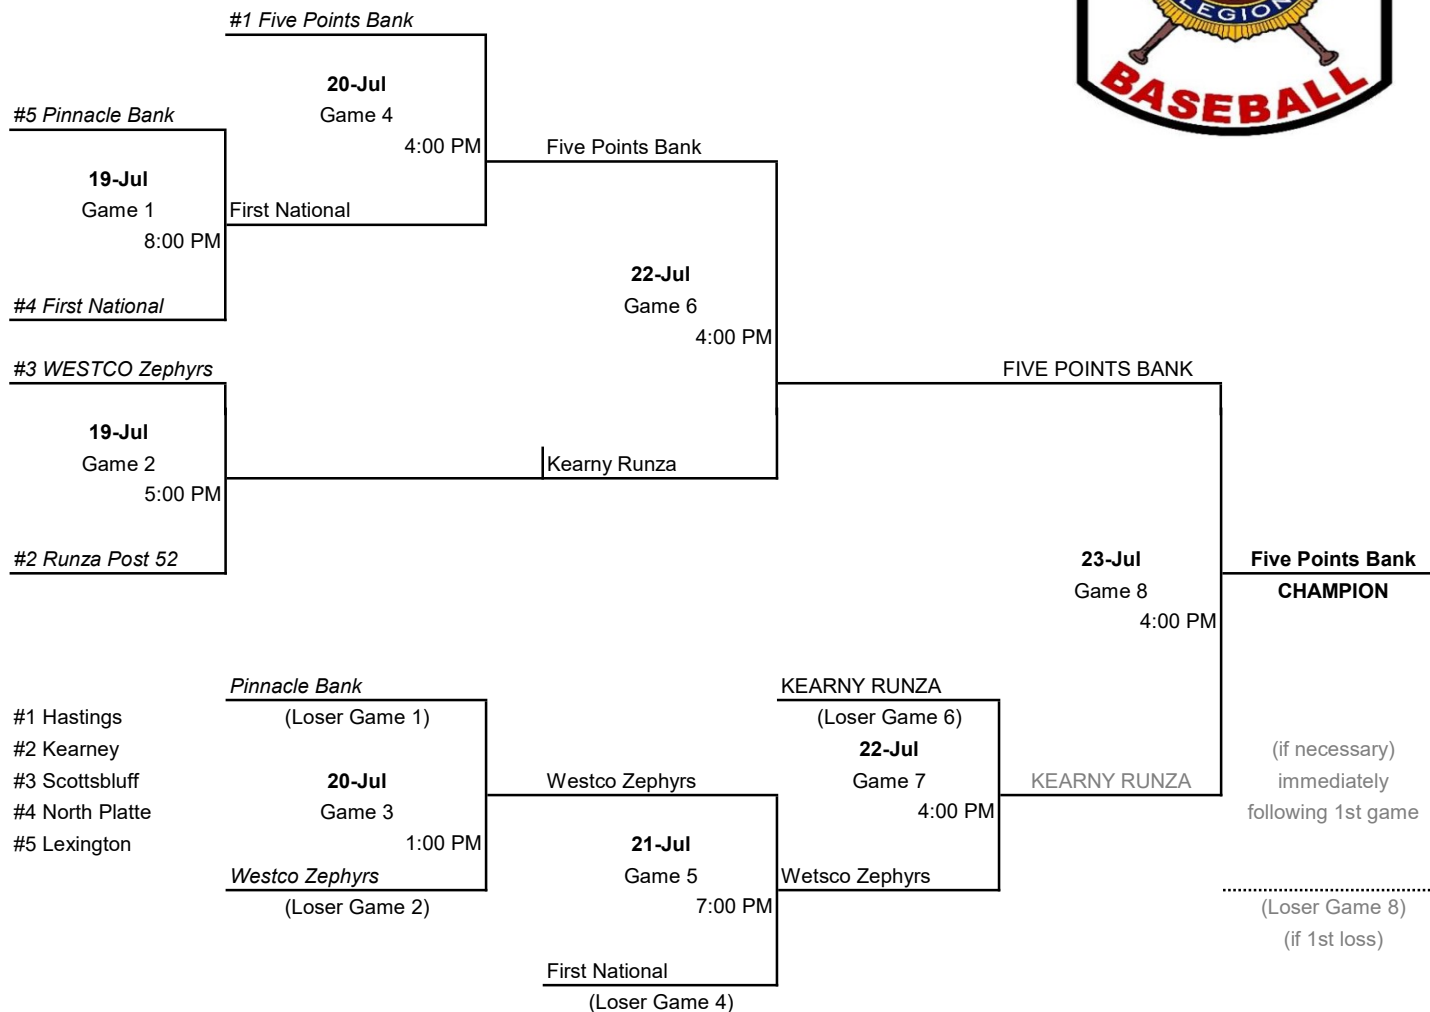 LEGION
BASEBALL
#1 Five Points Bank
20-Jul
Game 4
4:00 PM
#5 Pinnacle Bank
19-Jul
Game 1
8:00 PM
First National
#4 First National
Five Points Bank
22-Jul
Game 6
4:00 PM
#3 WESTCO Zephyrs
19-Jul
Game 2
5:00 PM
Kearny Runza
#2 Runza Post 52
FIVE POINTS BANK
23-Jul
Game 8
4:00 PM
Five Points Bank
CHAMPION
#1 Hastings
#2 Kearney
#3 Scottsbluff
#4 North Platte
#5 Lexington
Pinnacle Bank
(Loser Game 1)
20-Jul
Game 3
1:00 PM
Westco Zephyrs
(Loser Game 2)
Westco Zephyrs
21-Jul
Game 5
7:00 PM
First National
(Loser Game 4)
KEARNY RUNZA
(Loser Game 6)
22-Jul
Game 7
4:00 PM
Wetsco Zephyrs
KEARNY RUNZA
(if necessary)
immediately
following 1st game
(Loser Game 8)
(if 1st loss)